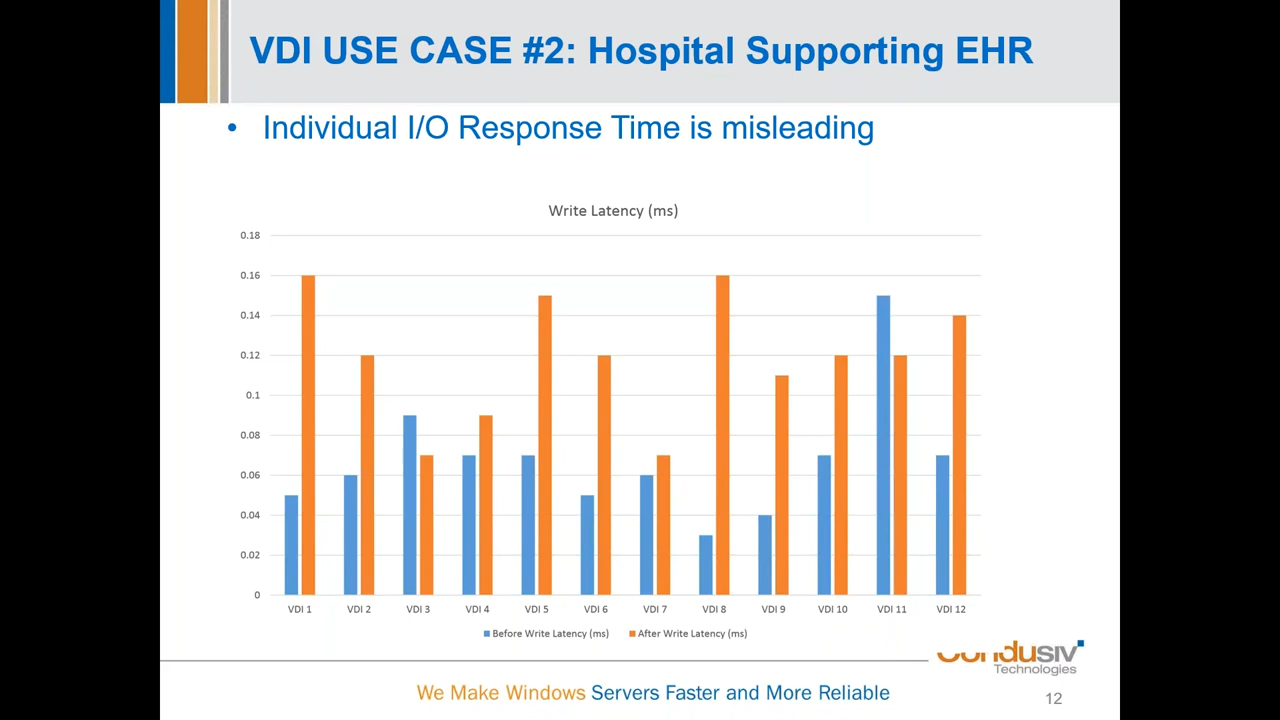 VDI USE CASE #2: Hospital Supporting EHR
• Individual I/O Response Time is misleading
Write Latency (ms)
0.18
0.16
0.14
0.12
0.1
0.08
0.06
0.04
0.02
0
VDI 1 VDI 2 VDI 3 VDI 4 VDI 5 VDI 6 VDI 7 VDI 8 VDI 9 VDI 10 VDI 11 VDI 12
Before Write Latency (ms) After Write Latency (ms)
Condusiv
Technologies
We Make Windows Servers Faster and More Reliable
12